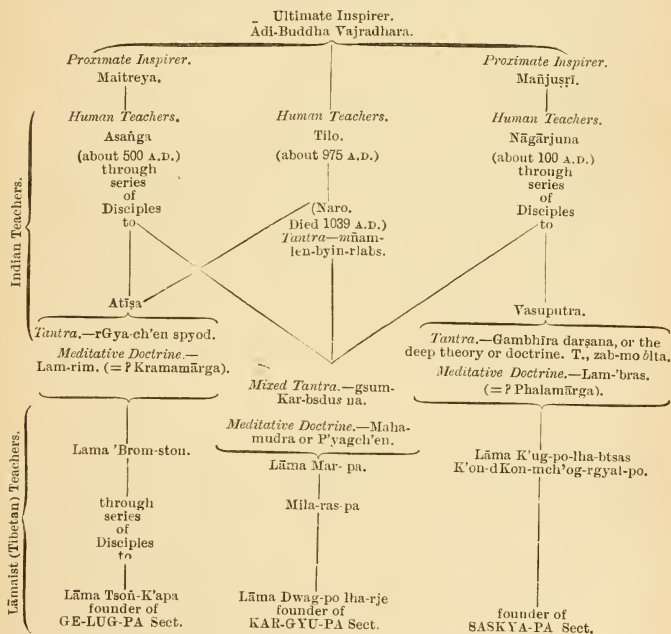 Ultimate Inspirer.
Ādi-Buddha Vajradhara.
Proximate Inspirer.
Maitreya.
Proximate Inspirer.
Mañjusrī.
Indian Teachers.
Human Teachers.
Asaṅga
(about 500 A.D.)
through
series
of
Disciples
to
Human Teachers.
Tilo.
(about 975 A.D.)
(Naro.
Died 1039 A.D.)
Tantra—mñam-
len-byin-rlabs.
Human Teachers.
Nāgārjuna
(about 100 A.D.)
through
series
of
Disciples
to
Atīṣa
Tantra.—rGya-ch'en spyod.
Meditative Doctrine.—
Lam-rim. (= ? Kramamārga).
Vasuputra.
Tantra.—Gambhīra darṣana, or the
deep theory or doctrine. T., zab-mo blta.
Meditative Doctrine.—Lam-'bras.
(= ? Phalamārga).
Mixed Tantra.—gsum-
Kar-bsdus na.
Meditative Doctrine.—Maha-
mudra or P'yagch'en.
Lāmaist (Tibetan) Teachers.
Lama 'Brom-ston.
through
series
of
Disciples
to
Lāma Tsoṅ-K'apa
founder of
GE-LUG-PA Sect.
Lāma Mar-pa.
Mila-ras-pa
Lāma Dwag-po lha-rje
founder of
KAR-GYU-PA Sect.
Lāma K'ug-po-lha-btsas
K'on-dKon-mch'og-rgyal-po.
founder of
SASKYA-PA Sect.